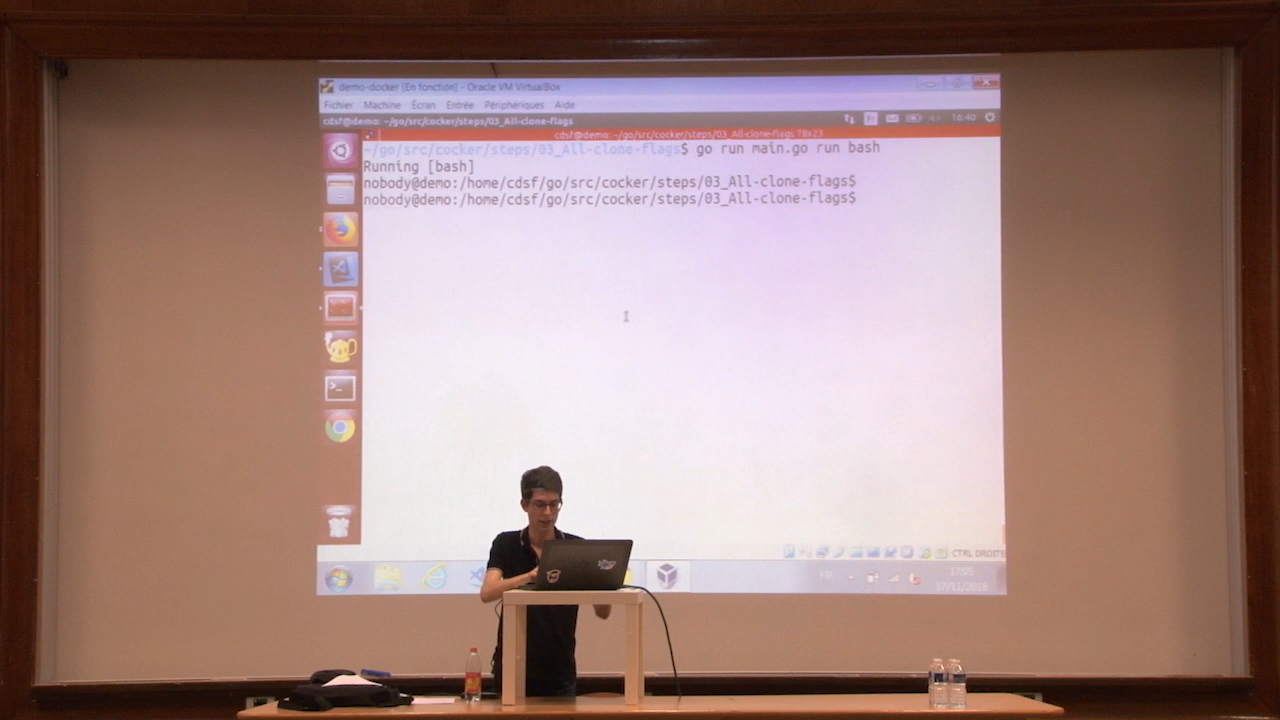 demo-docker [En fonction] - Oracle VM VirtualBox
Fichier Machine Écran Entrée Périphériques Aide
cdsf@demo: ~/go/src/cocker/steps/03_All-clone-flags
16:40
cdsf@demo: ~/go/src/cocker/steps/03_All-clone-flags 78x23
~/go/src/cocker/steps/03_All-clone-flags$ go run main.go run bash
Running [bash]
nobody@demo:/home/cdsf/go/src/cocker/steps/03_All-clone-flags$
nobody@demo:/home/cdsf/go/src/cocker/steps/03_All-clone-flags$
CTRL DROITE
FR
17:05
17/11/2018